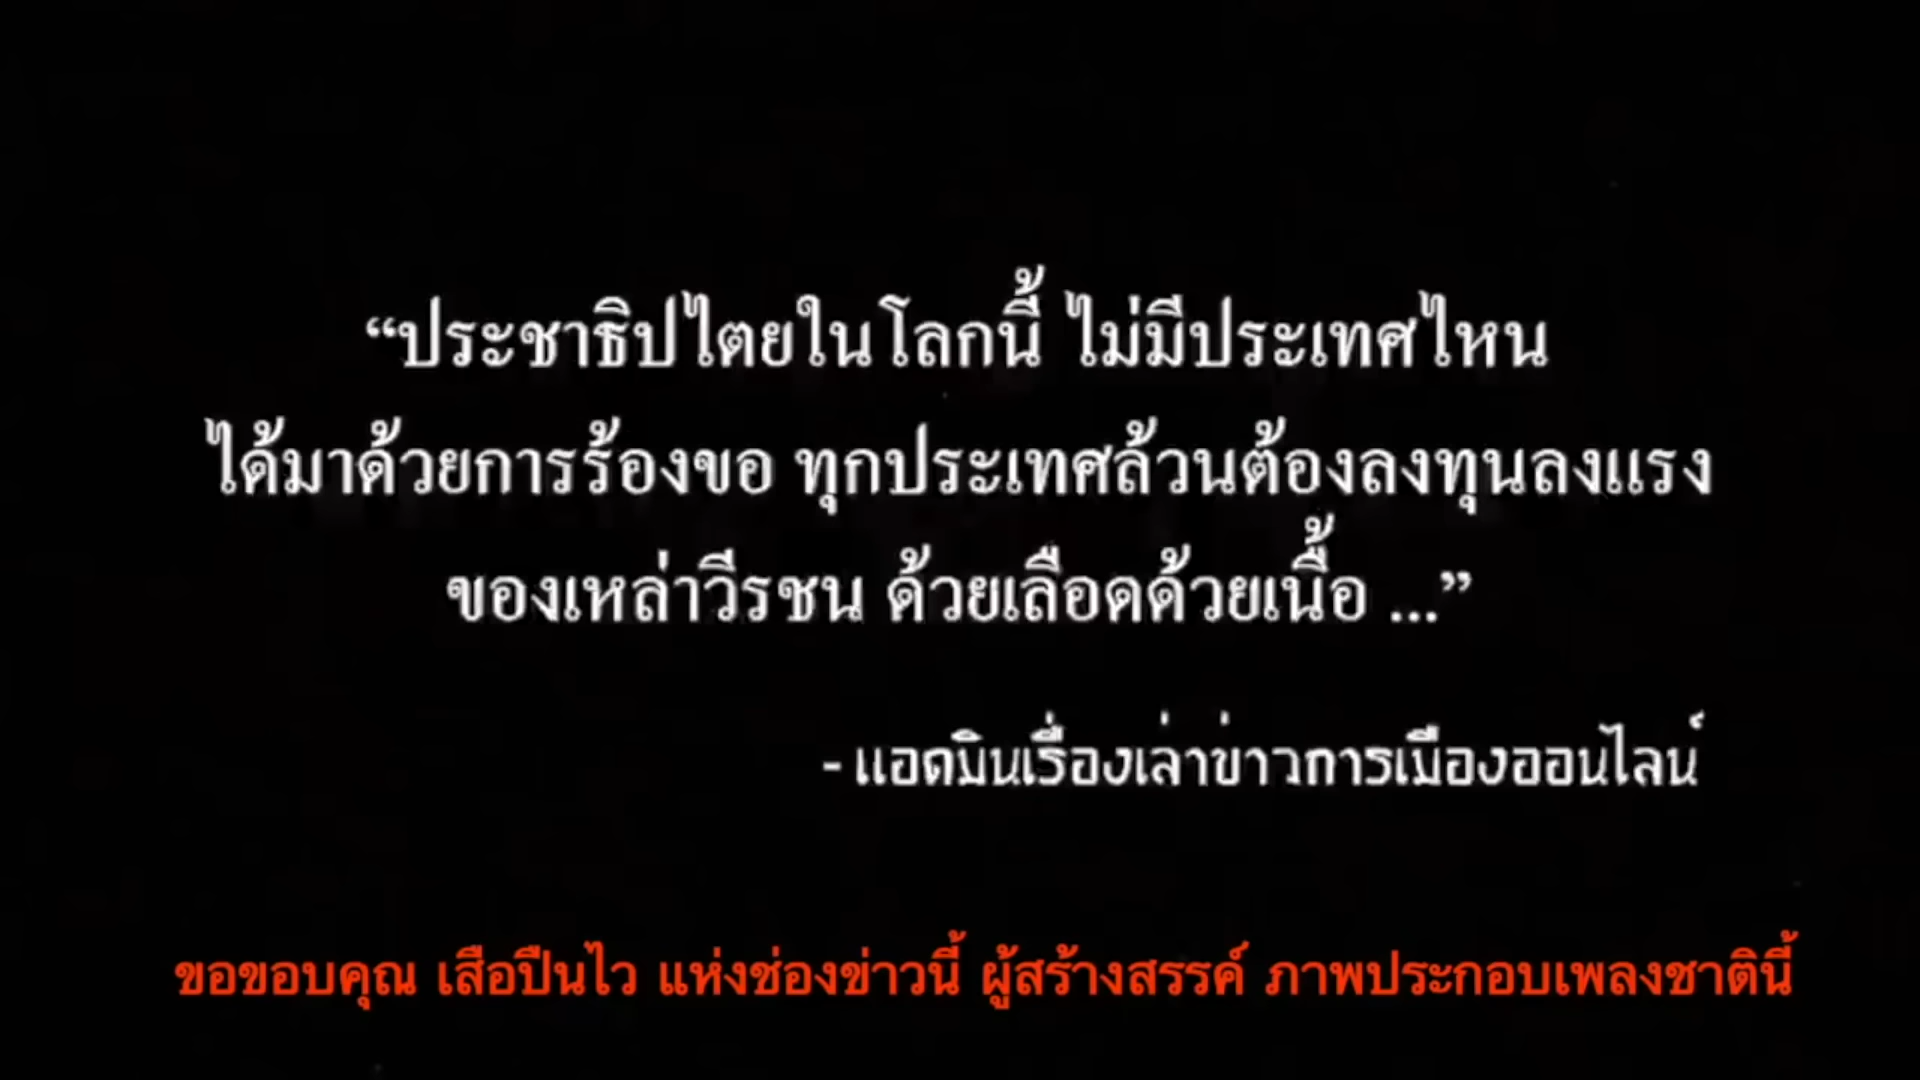 “ประชาธิปไตยในโลกนี้ ไม่มีประเทศไหน
ได้มาด้วยการร้องขอ ทุกประเทศล้วนต้องลงทุนลงแรง
ของเหล่าวีรชน ด้วยเลือดด้วยเนื้อ ...”
- แอดมินเรื่องเล่าข่าวการเมืองออนไลน์
ขอขอบคุณ เสือปืนไว แห่งช่องข่าวนี้ ผู้สร้างสรรค์ ภาพประกอบเพลงชาตินี้